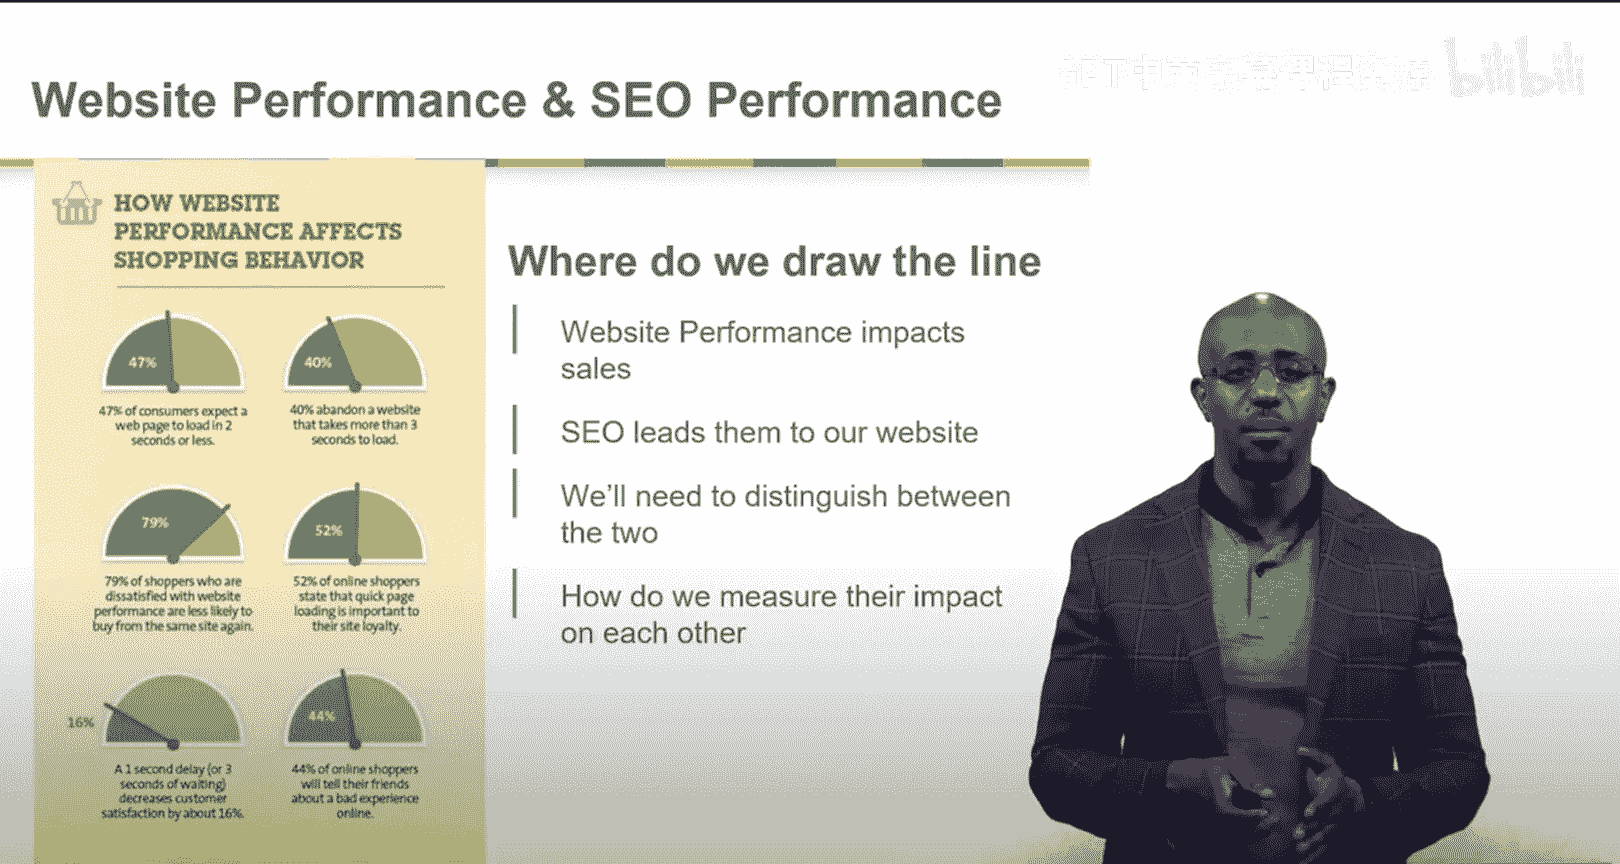 Website Performance & SEO Performance
bilibili
HOW WEBSITE
PERFORMANCE AFFECTS
SHOPPING BEHAVIOR
47%
47% of consumers expect a
web page to load in 2
seconds or less.
40%
40% abandon a website
that takes more than 3
seconds to load.
79%
79% of shoppers who are
dissatisfied with website
performance are less likely to
buy from the same site again.
52%
52% of online shoppers
state that quick page
loading is important to
their site loyalty.
16%
A 1 second delay (or 3
seconds of waiting)
decreases customer
satisfaction by about 16%.
44%
44% of online shoppers
will tell their friends
about a bad experience
online.
Where do we draw the line
Website Performance impacts
sales
SEO leads them to our website
We’ll need to distinguish between
the two
How do we measure their impact
on each other